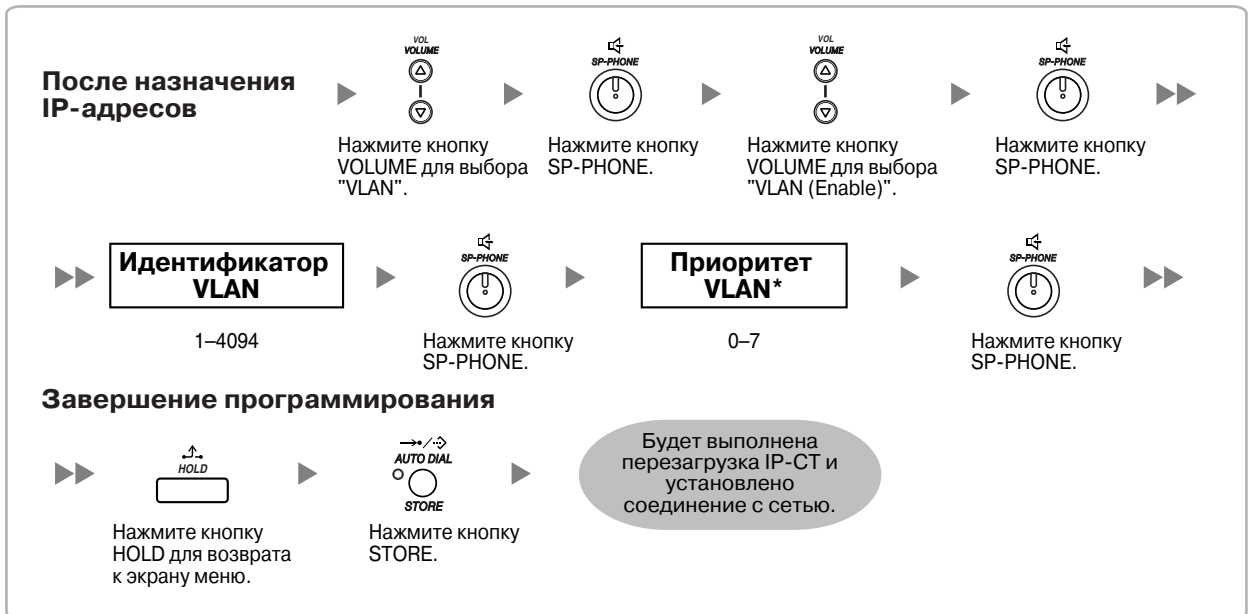 После назначения
IP-адресов
VOL
VOLUME
Нажмите кнопку
VOLUME для выбора
"VLAN".
SP-PHONE
Нажмите кнопку
SP-PHONE.
VOL
VOLUME
Нажмите кнопку
VOLUME для выбора
"VLAN (Enable)".
SP-PHONE
Нажмите кнопку
SP-PHONE.
Идентификатор
VLAN
1–4094
SP-PHONE
Нажмите кнопку
SP-PHONE.
Приоритет
VLAN*
0–7
SP-PHONE
Нажмите кнопку
SP-PHONE.
Завершение программирования
HOLD
Нажмите кнопку
HOLD для возврата
к экрану меню.
AUTO DIAL
STORE
Нажмите кнопку
STORE.
Будет выполнена
перезагрузка IP-СТ и
установлено
соединение с сетью.